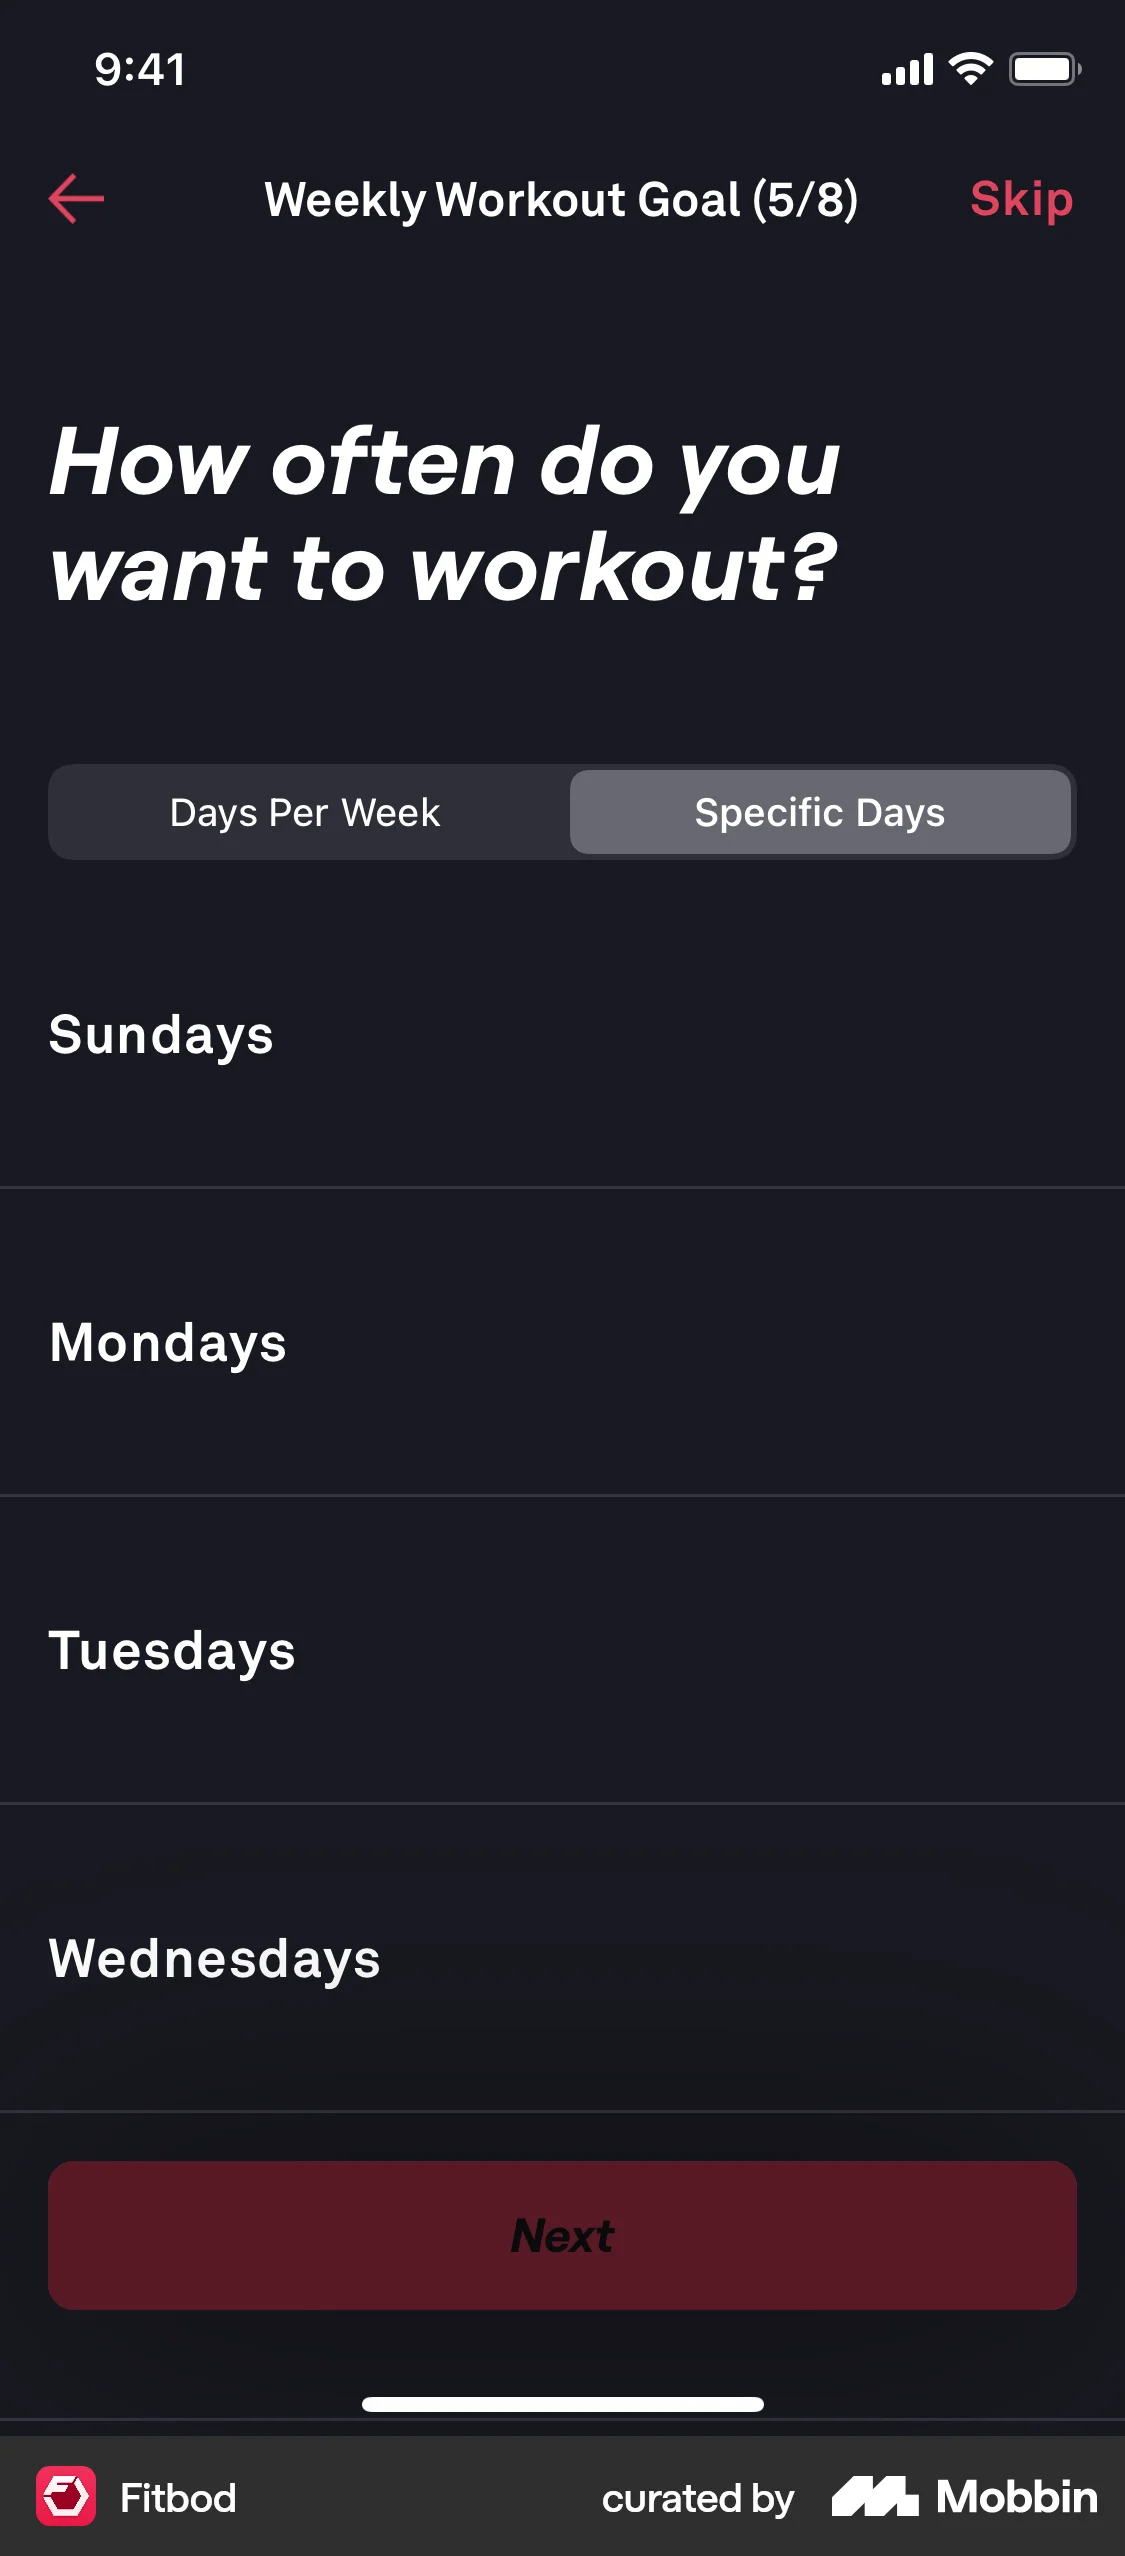 9:41
Weekly Workout Goal (5/8)
Skip
How often do you
want to workout?
Days Per Week
Specific Days
Sundays
Mondays
Tuesdays
Wednesdays
Next
Fitbod
curated by
Mobbin